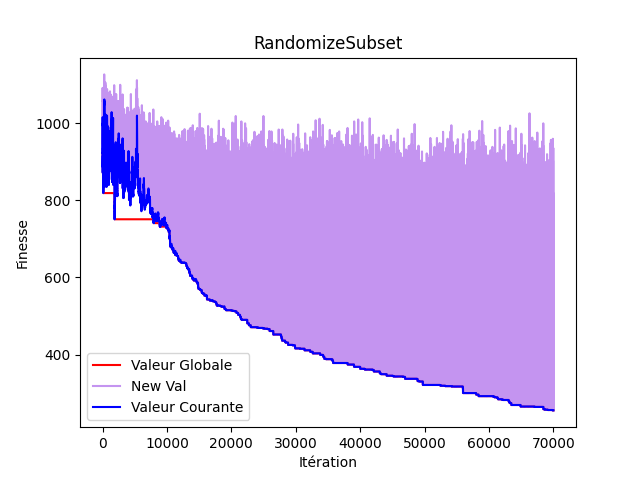 RandomizeSubset
Finesse
1000
800
600
400
Valeur Globale
New Val
Valeur Courante
0 10000 20000 30000 40000 50000 60000 70000
Itération